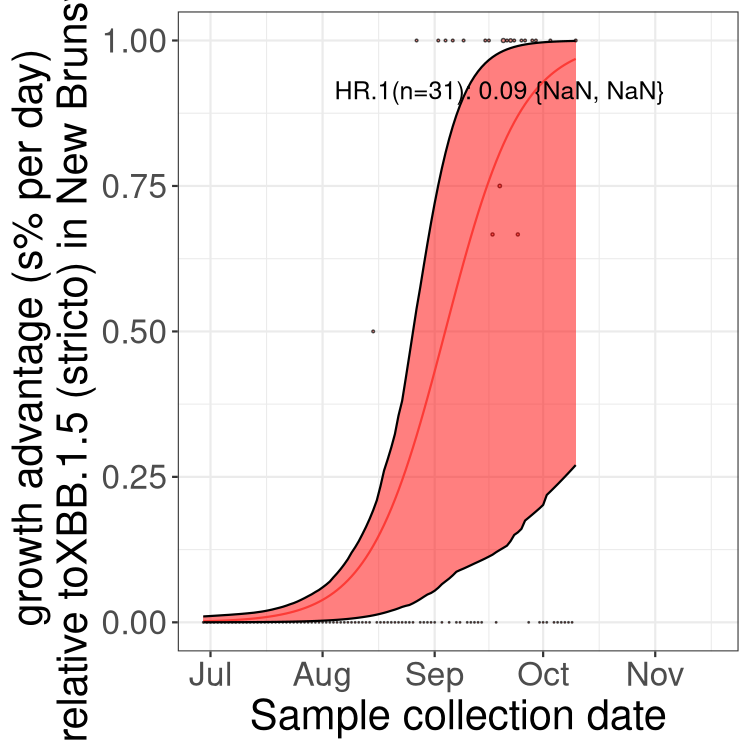 growth advantage (s% per day)
relative toXBB.1.5 (stricto) in New
1.00
0.75
0.50
0.25
0.00
HR.1(n=31): 0.09 {NaN, NaN}
Jul Aug Sep Oct Nov
Sample collection date